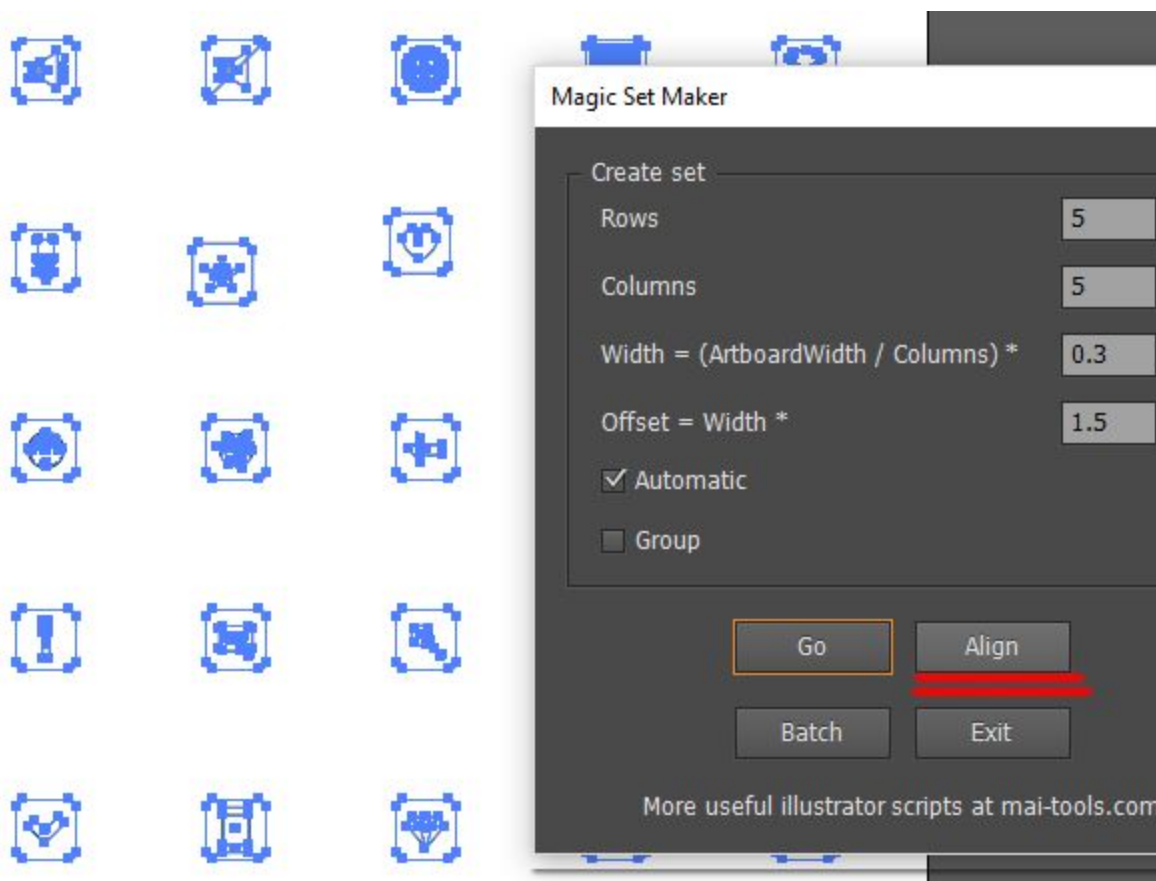 Magic Set Maker
Create set
Rows 5
Columns 5
Width = (ArtboardWidth / Columns) * 0.3
Offset = Width * 1.5
Automatic
Group
Go Align
Batch Exit
More useful illustrator scripts at mai-tools.com